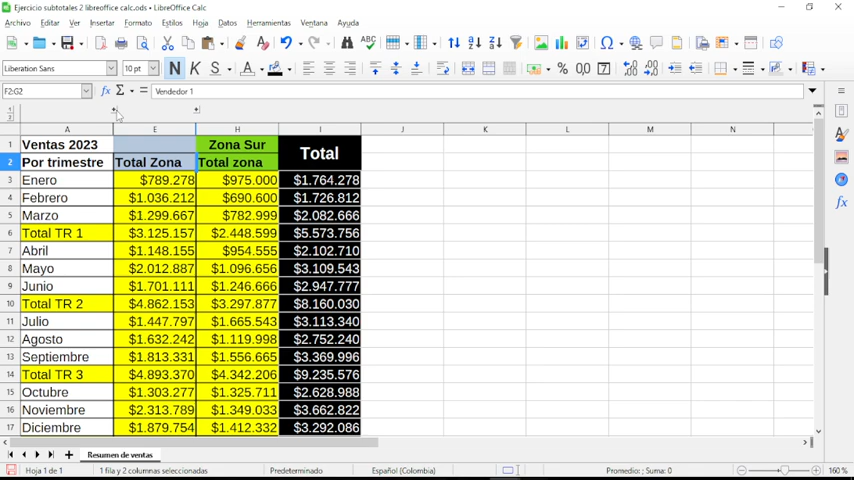 Ejercicio subtotales 2 libreoffice calc.ods • LibreOffice Calc
Archivo Editar Ver Insertar Formato Estilos Hoja Datos Herramientas Ventana Ayuda
Liberation Sans 10 pt N K S A
F2:G2 fx Σ = Vendedor 1
1
2
A E H I J K L M N
1 Ventas 2023 Zona Sur Total
2 Por trimestre Total Zona Total zona
3 Enero $789.278 $975.000 $1.764.278
4 Febrero $1.036.212 $690.600 $1.726.812
5 Marzo $1.299.667 $782.999 $2.082.666
6 Total TR 1 $3.125.157 $2.448.599 $5.573.756
7 Abril $1.148.155 $954.555 $2.102.710
8 Mayo $2.012.887 $1.096.656 $3.109.543
9 Junio $1.701.111 $1.246.666 $2.947.777
10 Total TR 2 $4.862.153 $3.297.877 $8.160.030
11 Julio $1.447.797 $1.665.543 $3.113.340
12 Agosto $1.632.242 $1.119.998 $2.752.240
13 Septiembre $1.813.331 $1.556.665 $3.369.996
14 Total TR 3 $4.893.370 $4.342.206 $9.235.576
15 Octubre $1.303.277 $1.325.711 $2.628.988
16 Noviembre $2.313.789 $1.349.033 $3.662.822
17 Diciembre $1.879.754 $1.412.332 $3.292.086
Resumen de ventas
Hoja 1 de 1 1 fila y 2 columnas seleccionadas Predeterminado Español (Colombia) Promedio: ; Suma: 0 160 %